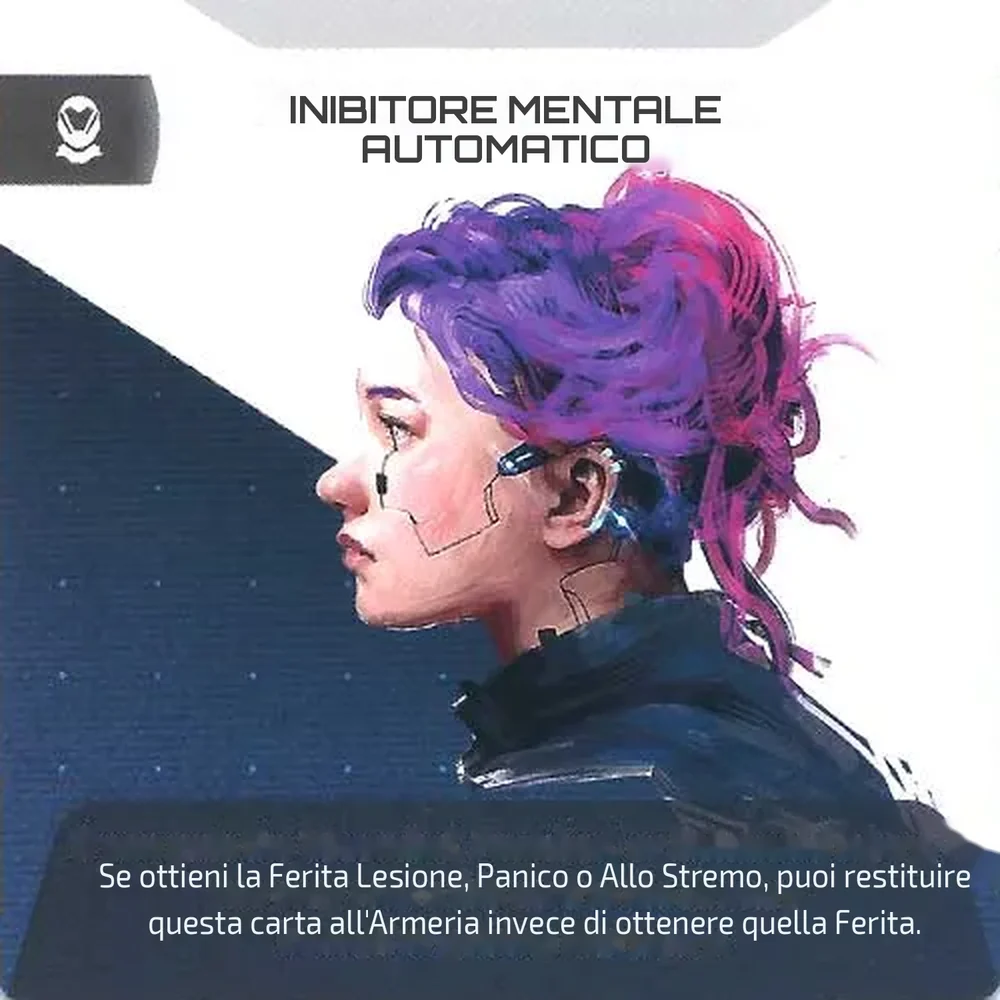 INIBITORE MENTALE
AUTOMATICO
Se ottieni la Ferita Lesione, Panico o Allo Stremo, puoi restituire
questa carta all'Armeria invece di ottenere quella Ferita.